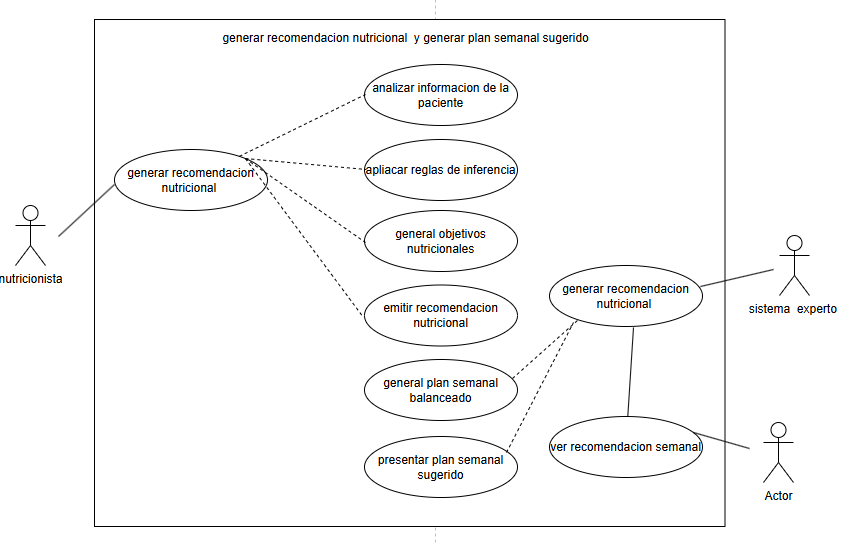 generar recomendacion nutricional  y generar plan semanal sugerido
analizar informacion de la
paciente
generar recomendacion
nutricional
apliacar reglas de inferencia
general objetivos
nutricionales
nutricionista
emitir recomendacion
nutricional
generar recomendacion
nutricional
sistema  experto
general plan semanal
balanceado
presentar plan semanal
sugerido
ver recomendacion semanal
Actor